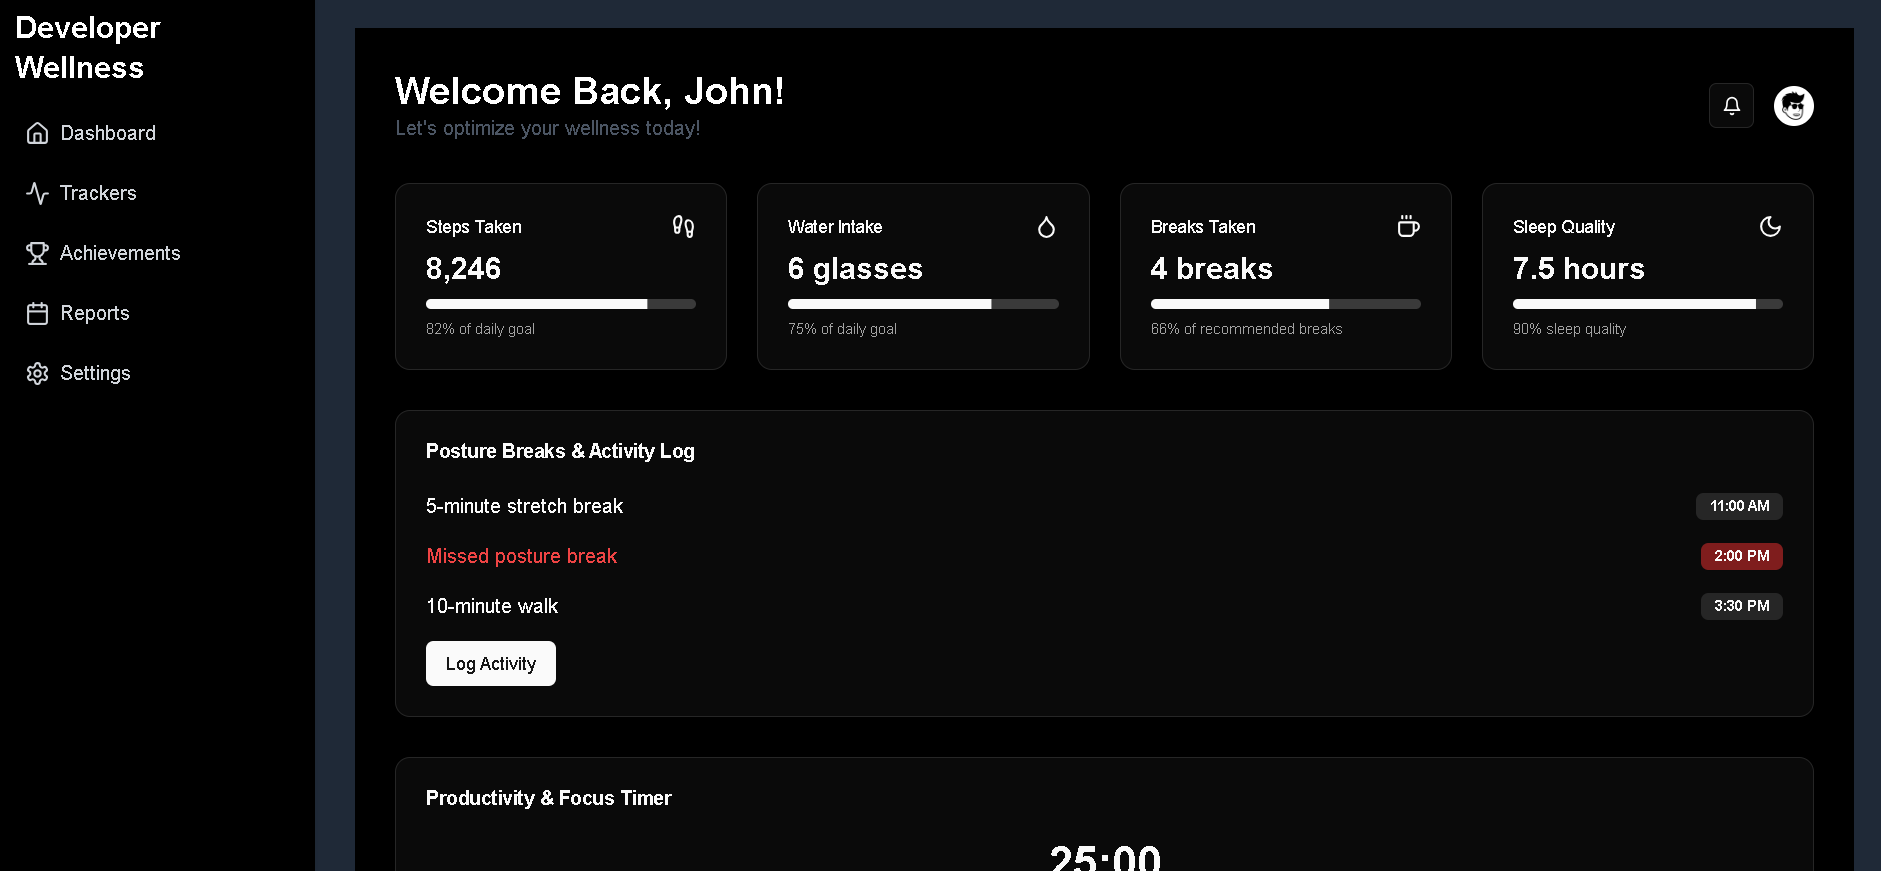 Developer
Wellness
Dashboard
Trackers
Achievements
Reports
Settings
Welcome Back, John!
Let's optimize your wellness today!
Steps Taken
8,246
82% of daily goal
Water Intake
6 glasses
75% of daily goal
Breaks Taken
4 breaks
66% of recommended breaks
Sleep Quality
7.5 hours
90% sleep quality
Posture Breaks & Activity Log
5-minute stretch break
11:00 AM
Missed posture break
2:00 PM
10-minute walk
3:30 PM
Log Activity
Productivity & Focus Timer
25:00